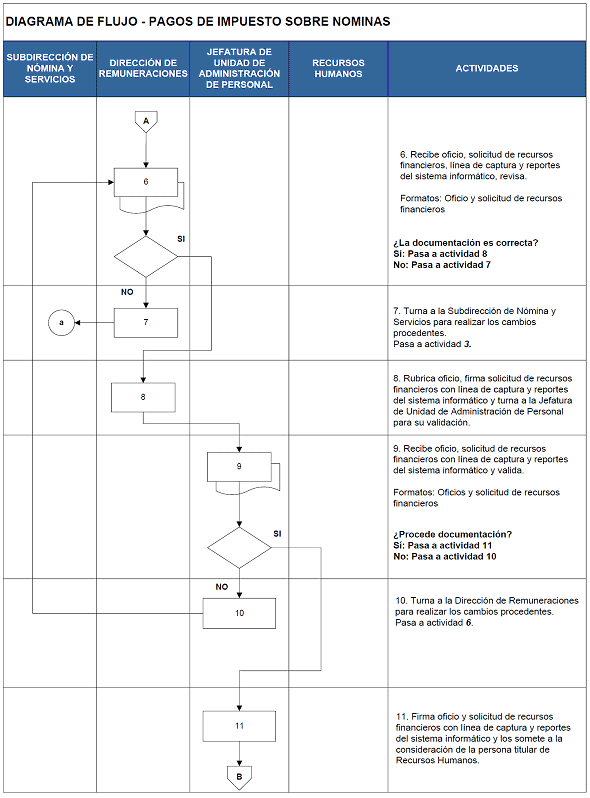 DIAGRAMA DE FLUJO - PAGOS DE IMPUESTO SOBRE NOMINAS
SUBDIRECCIÓN DE
NÓMINA Y
SERVICIOS
DIRECCIÓN DE
REMUNERACIONES
JEFATURA DE
UNIDAD DE
ADMINISTRACIÓN
DE PERSONAL
RECURSOS
HUMANOS
ACTIVIDADES
A
6
SI
NO
6. Recibe oficio, solicitud de recursos
financieros, línea de captura y reportes
del sistema informático, revisa.
Formatos: Oficio y solicitud de recursos
financieros
¿La documentación es correcta?
Si: Pasa a actividad 8
No: Pasa a actividad 7
a
7
7. Turna a la Subdirección de Nómina y
Servicios para realizar los cambios
procedentes.
Pasa a actividad 3.
8
8. Rubrica oficio, firma solicitud de recursos
financieros con línea de captura y reportes
del sistema informático y turna a la Jefatura
de Unidad de Administración de Personal
para su validación.
9
SI
NO
9. Recibe oficio, solicitud de recursos
financieros con línea de captura y reportes
del sistema informático y valida.
Formatos: Oficios y solicitud de recursos
financieros
¿Procede documentación?
Sí: Pasa a actividad 11
No: Pasa a actividad 10
10
10. Turna a la Dirección de Remuneraciones
para realizar los cambios procedentes.
Pasa a actividad 6.
11
11. Firma oficio y solicitud de recursos
financieros con línea de captura y reportes
del sistema informático y los somete a la
consideración de la persona titular de
Recursos Humanos.
B